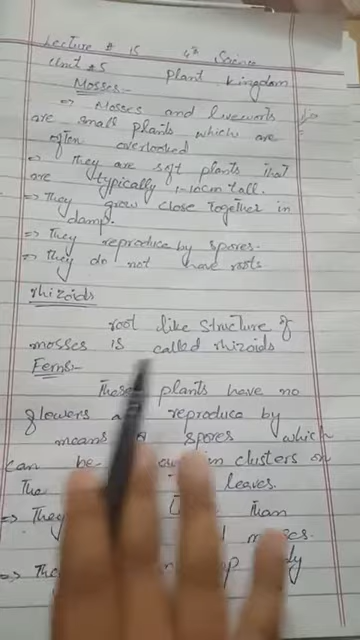 Lecture # 15 4th Science
Unit # 5 Plant Kingdom
Mosses:-
⇒ Mosses and liveworts
are small plants which are
often overlooked
⇒ They are soft plants that
are typically 1-10cm tall.
⇒ They grow close together in
damp.
⇒ They reproduce by spores.
⇒ They do not have roots
rhizoids
root like structure of
mosses is called rhizoids
Ferns:-
These plants have no
flowers reproduce by
means spores which
can be in clusters on
The leaves.
⇒ They Than
mosses.
⇒